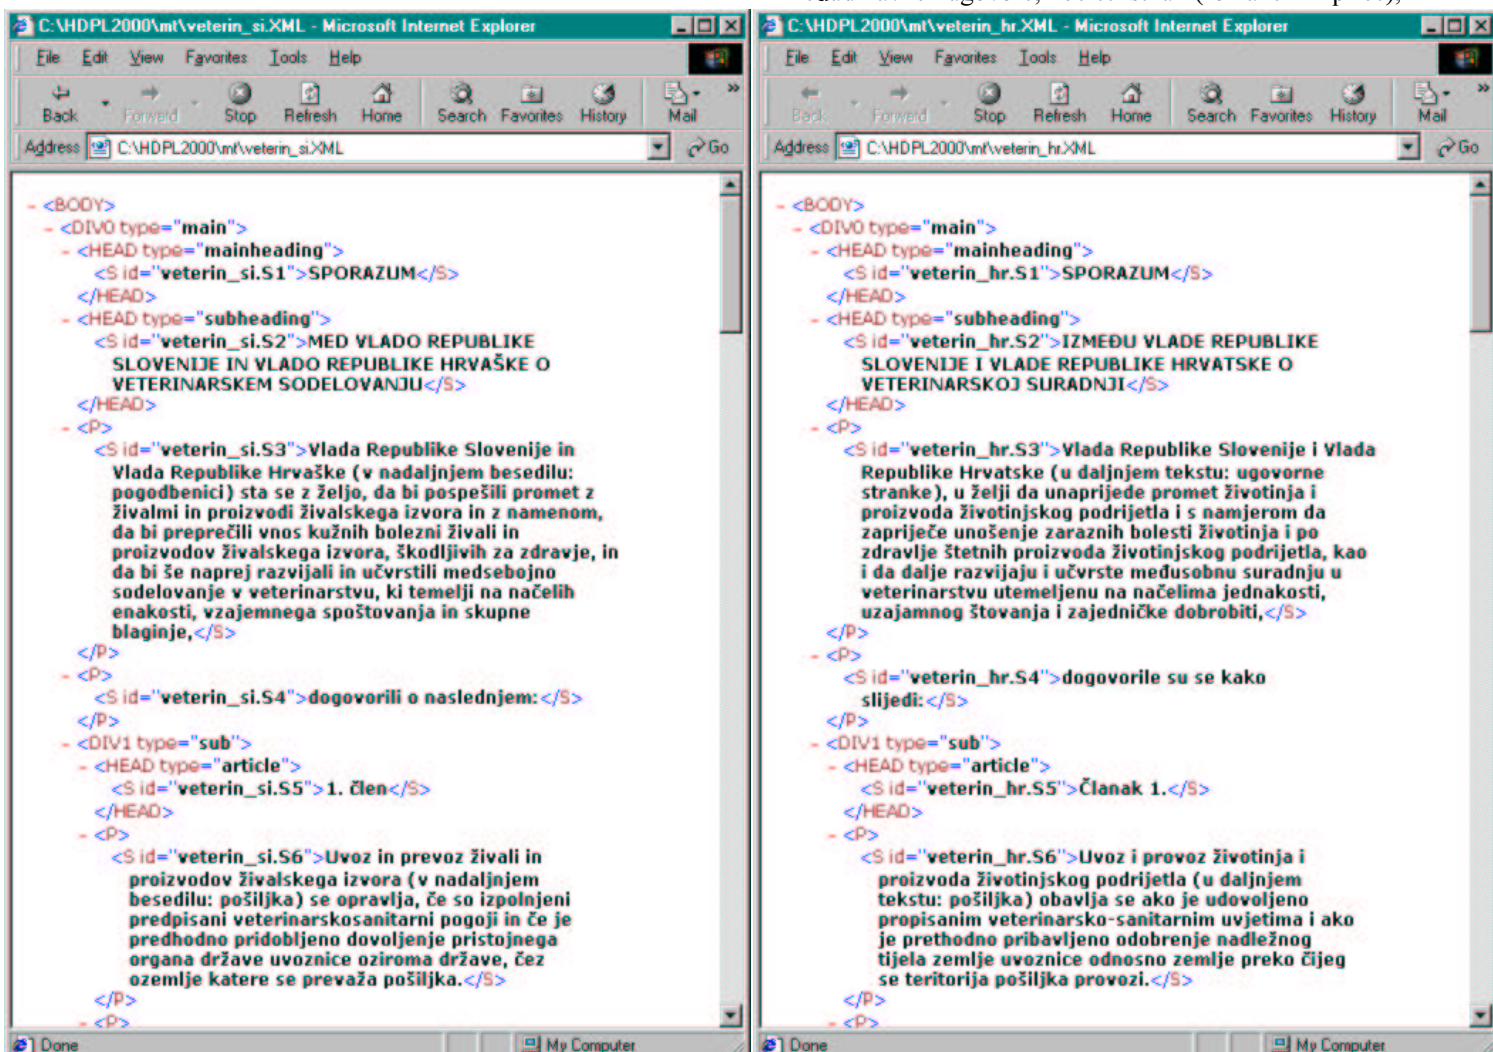 C:\HDPL2000\mt\veterin_si.XML - Microsoft Internet Explorer
File Edit View Favorites Tools Help
Back Forward Stop Refresh Home Search Favorites History Mail »
Address C:\HDPL2000\mt\veterin_si.XML Go
- <BODY>
- <DIV0 type="main">
- <HEAD type="mainheading">
<S id="veterin_si.S1">SPORAZUM</S>
</HEAD>
- <HEAD type="subheading">
<S id="veterin_si.S2">MED VLADO REPUBLIKE
SLOVENIJE IN VLADO REPUBLIKE HRVAŠKE O
VETERINARSKEM SODELOVANJU</S>
</HEAD>
- <P>
<S id="veterin_si.S3">Vlada Republike Slovenije in
Vlada Republike Hrvaške (v nadaljnjem besedilu:
pogodbenici) sta se z željo, da bi pospešili promet z
živalmi in proizvodi živalskega izvora in z namenom,
da bi preprečili vnos kužnih bolezni živali in
proizvodov živalskega izvora, škodljivih za zdravje, in
da bi še naprej razvijali in učvrstili medsebojno
sodelovanje v veterinarstvu, ki temelji na načelih
enakosti, vzajemnega spoštovanja in skupne
blaginje,</S>
</P>
- <P>
<S id="veterin_si.S4">dogovorili o naslednjem:</S>
</P>
- <DIV1 type="sub">
- <HEAD type="article">
<S id="veterin_si.S5">1. člen</S>
</HEAD>
- <P>
<S id="veterin_si.S6">Uvoz in prevoz živali in
proizvodov živalskega izvora (v nadaljnjem
besedilu: pošiljka) se opravlja, če so izpolnjeni
predpisani veterinarskosanitarni pogoji in če je
predhodno pridobljeno dovoljenje pristojnega
organa države uvoznice oziroma države, čez
ozemlje katere se prevaža pošiljka.</S>
</P>
- <P>
Done My Computer
C:\HDPL2000\mt\veterin_hr.XML - Microsoft Internet Explorer
File Edit View Favorites Tools Help
Back Forward Stop Refresh Home Search Favorites History Mail »
Address C:\HDPL2000\mt\veterin_hr.XML Go
- <BODY>
- <DIV0 type="main">
- <HEAD type="mainheading">
<S id="veterin_hr.S1">SPORAZUM</S>
</HEAD>
- <HEAD type="subheading">
<S id="veterin_hr.S2">IZMEĐU VLADE REPUBLIKE
SLOVENIJE I VLADE REPUBLIKE HRVATSKE O
VETERINARSKOJ SURADNJI</S>
</HEAD>
- <P>
<S id="veterin_hr.S3">Vlada Republike Slovenije i Vlada
Republike Hrvatske (u daljnjem tekstu: ugovorne
stranke), u želji da unaprijede promet životinja i
proizvoda životinjskog podrijetla i s namjerom da
zapriječe unošenje zaraznih bolesti životinja i po
zdravlje štetnih proizvoda životinjskog podrijetla, kao
i da dalje razvijaju i učvrste međusobnu suradnju u
veterinarstvu utemeljenu na načelima jednakosti,
uzajamnog štovanja i zajedničke dobrobiti,</S>
</P>
- <P>
<S id="veterin_hr.S4">dogovorile su se kako
slijedi:</S>
</P>
- <DIV1 type="sub">
- <HEAD type="article">
<S id="veterin_hr.S5">Članak 1.</S>
</HEAD>
- <P>
<S id="veterin_hr.S6">Uvoz i provoz životinja i
proizvoda životinjskog podrijetla (u daljnjem
tekstu: pošiljka) obavlja se ako je udovoljeno
propisanim veterinarsko-sanitarnim uvjetima i ako
je prethodno pribavljeno odobrenje nadležnog
tijela zemlje uvoznice odnosno zemlje preko čijeg
se teritorija pošiljka provozi.</S>
</P>
- <P>
Done My Computer